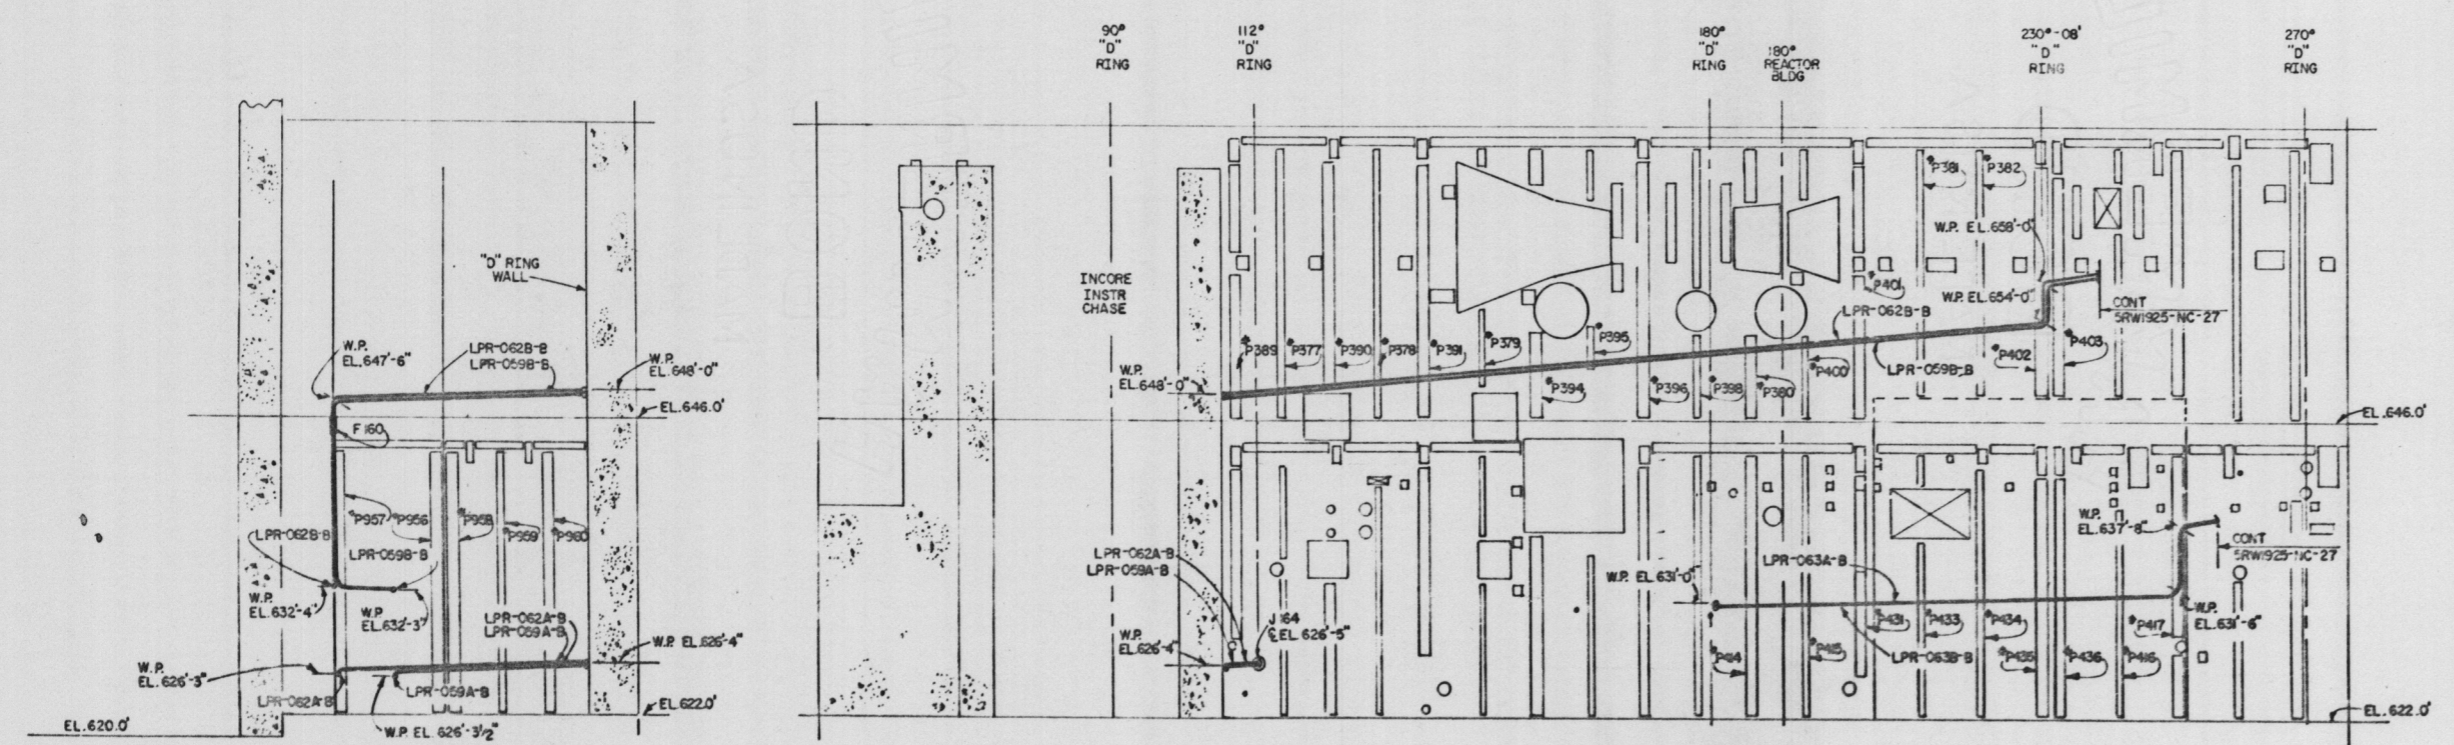 90°
"D"
RING
112°
"D"
RING
180°
"D"
RING
180°
REACTOR
BLDG
230°-08'
"D"
RING
270°
"D"
RING
"D" RING
WALL
W.P.
EL.647'-6"
LPR-062B-B
LPR-059B-B
W.P.
EL.648'-0"
EL.646.0'
F160
P957
P956
P958
P959
P960
LPR-062B-B
LPR-059B-B
W.P.
EL.632'-4"
W.P.
EL.632'-3"
LPR-062A-B
LPR-059A-B
W.P. EL.626'-4"
W.P.
EL.626'-3"
LPR-062A-B
LPR-059A-B
W.P. EL.626'-3½"
EL.622.0'
EL.620.0'
INCORE
INSTR
CHASE
P381
P382
W.P. EL.658'-0"
P401
W.P. EL.654'-0"
CONT
5RW1925-NC-27
LPR-062B-B
P389
P377
P390
P378
P391
P379
P395
P402
P403
W.P.
EL.648'-0"
P394
P396
P398
P380
P400
LPR-059B-B
EL.646.0'
W.P.
EL.637'-8"
CONT
5RW1925-NC-27
LPR-062A-B
LPR-059A-B
LPR-063A-B
W.P. EL.631'-0"
J164
℄ EL.626'-5"
W.P.
EL.626'-4"
P431
P433
P434
P417
W.P.
EL.631'-6"
P414
P415
LPR-063B-B
P435
P436
P416
EL.622.0'